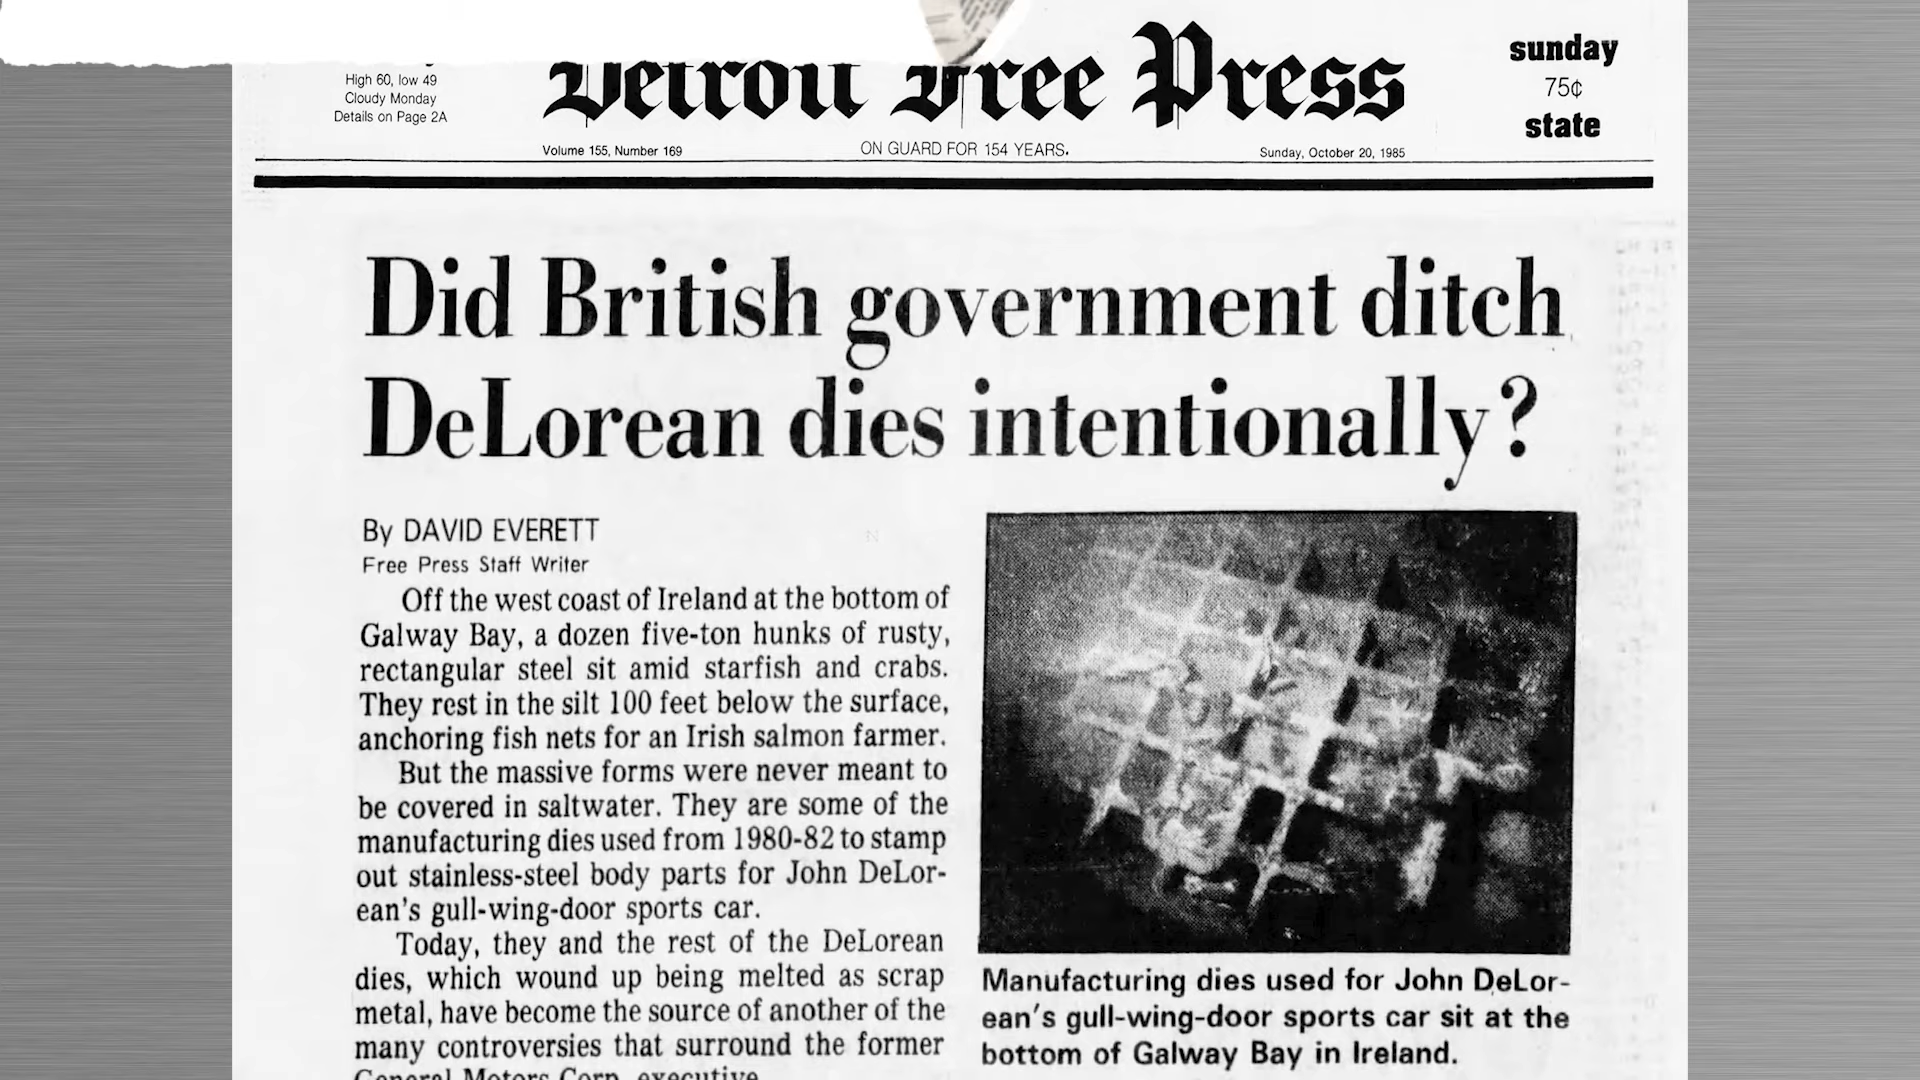 High 60, low 49
Cloudy Monday
Details on Page 2A
Detroit Free Press
sunday
75¢
state
Volume 155, Number 169
ON GUARD FOR 154 YEARS.
Sunday, October 20, 1985
Did British government ditch
DeLorean dies intentionally?
By DAVID EVERETT
Free Press Staff Writer
Off the west coast of Ireland at the bottom of
Galway Bay, a dozen five-ton hunks of rusty,
rectangular steel sit amid starfish and crabs.
They rest in the silt 100 feet below the surface,
anchoring fish nets for an Irish salmon farmer.
But the massive forms were never meant to
be covered in saltwater. They are some of the
manufacturing dies used from 1980-82 to stamp
out stainless-steel body parts for John DeLor-
ean's gull-wing-door sports car.
Today, they and the rest of the DeLorean
dies, which wound up being melted as scrap
metal, have become the source of another of the
many controversies that surround the former
General Motors Corp. executive.
Manufacturing dies used for John DeLor-
ean's gull-wing-door sports car sit at the
bottom of Galway Bay in Ireland.